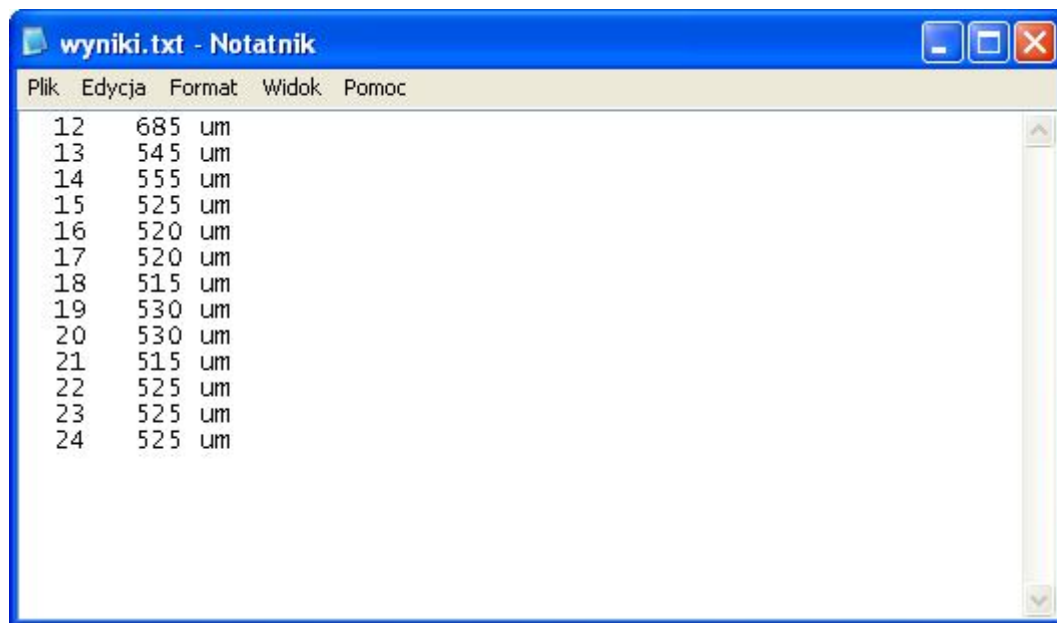 wyniki.txt - Notatnik
Plik Edycja Format Widok Pomoc
12 685 um
13 545 um
14 555 um
15 525 um
16 520 um
17 520 um
18 515 um
19 530 um
20 530 um
21 515 um
22 525 um
23 525 um
24 525 um